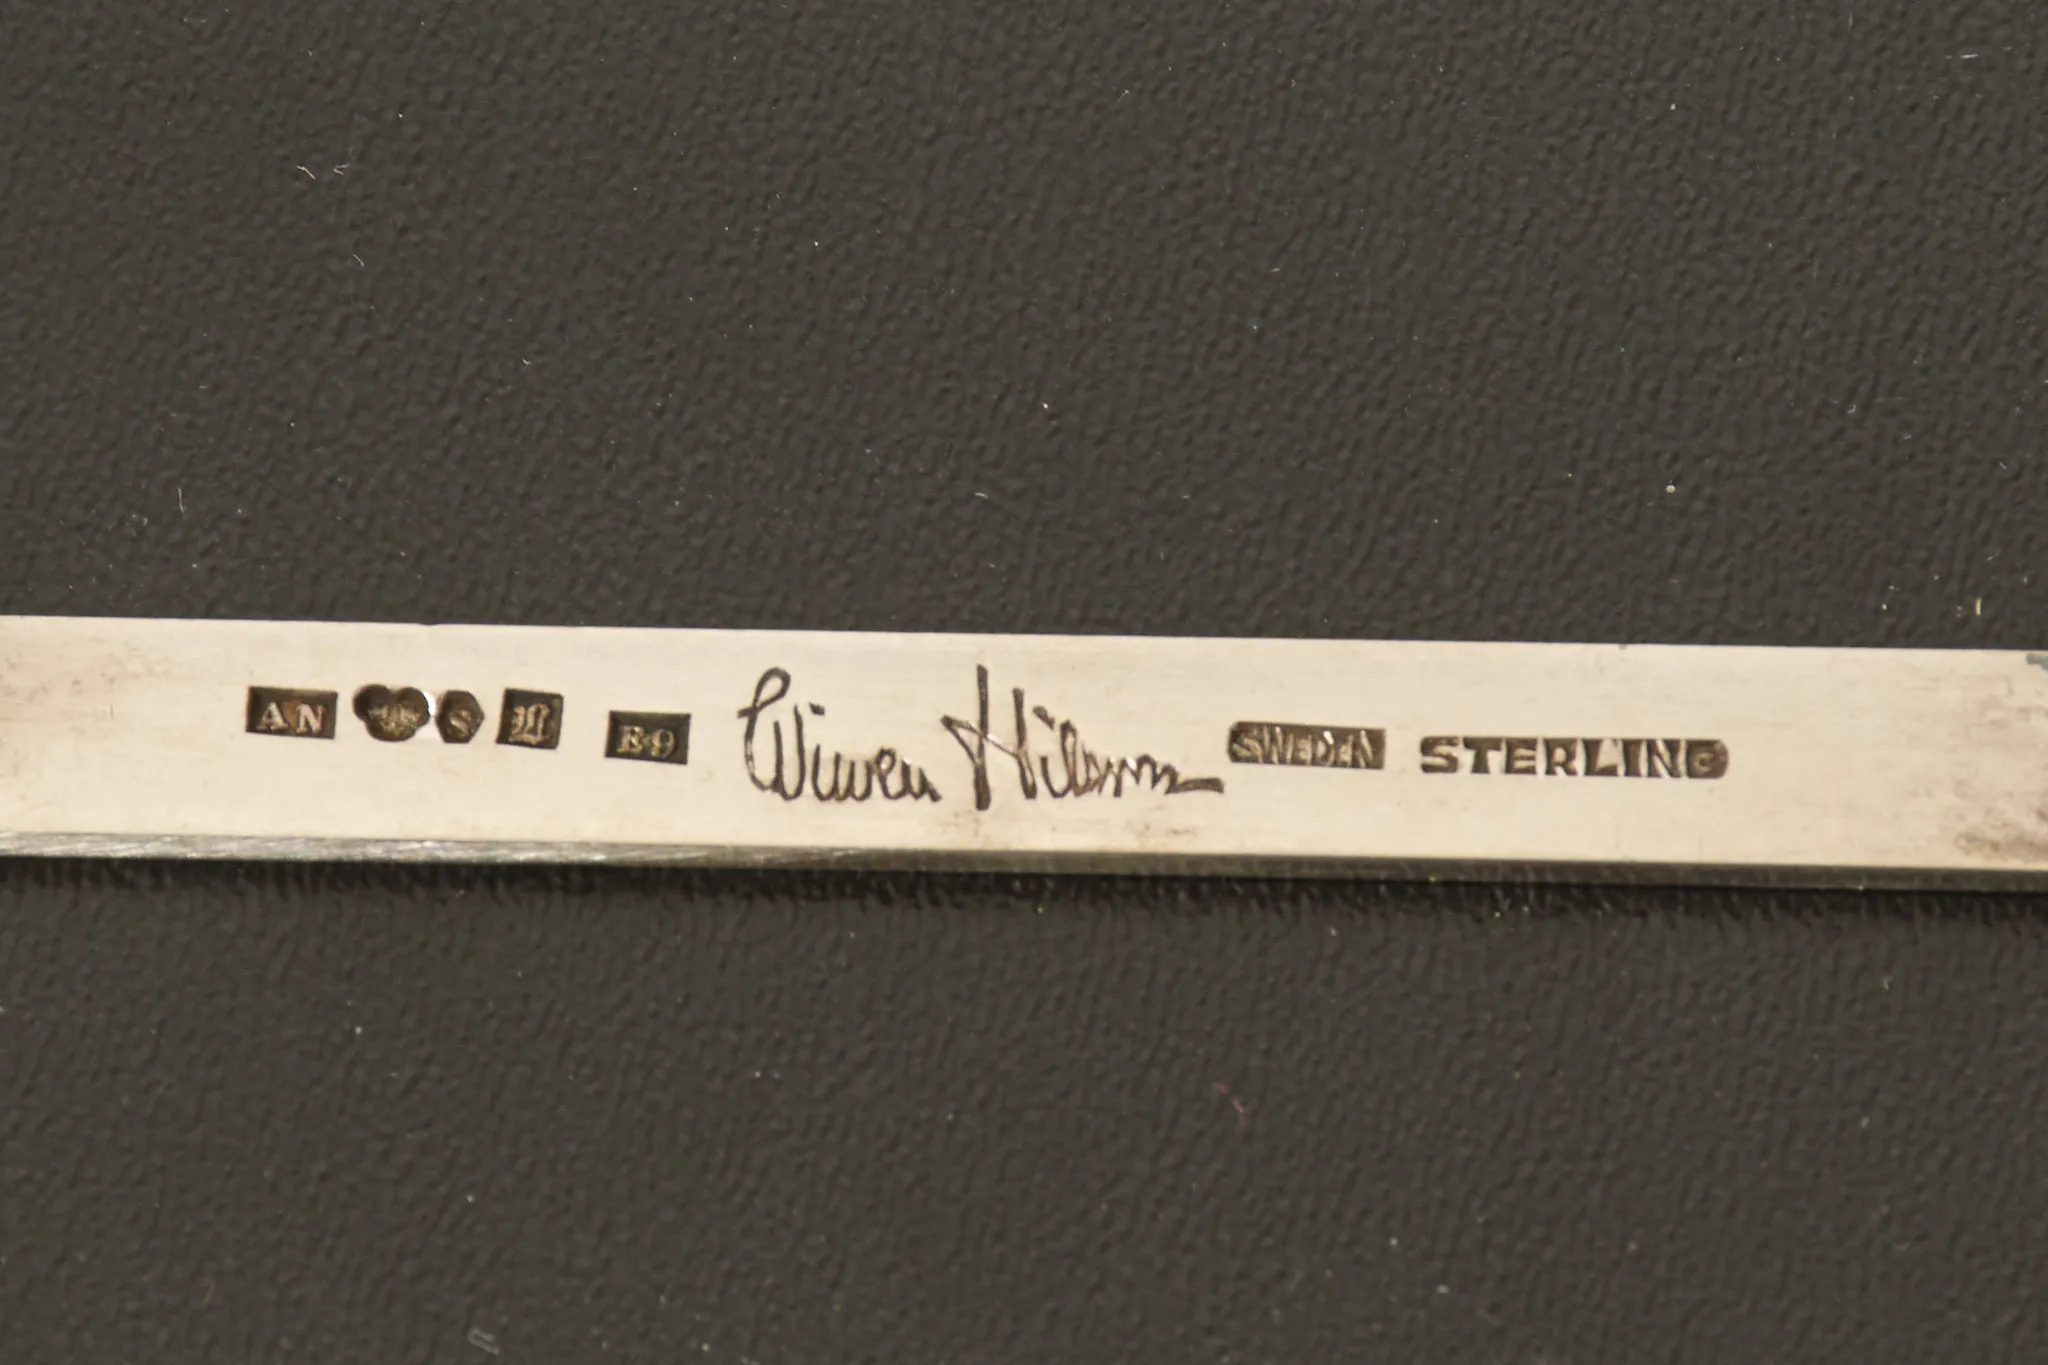 AN S L B9 Wiwen Nilsson SWEDEN STERLING